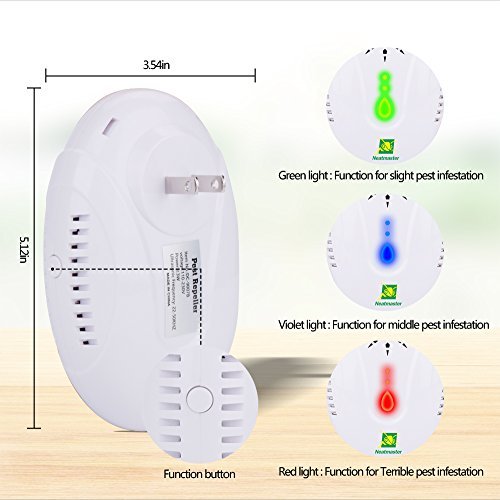 3.54in
5.12in
Pest Repeller
Function button
Neatmaster
Green light : Function for slight pest infestation
Neatmaster
Violet light : Function for middle pest infestation
Neatmaster
Red light : Function for Terrible pest infestation